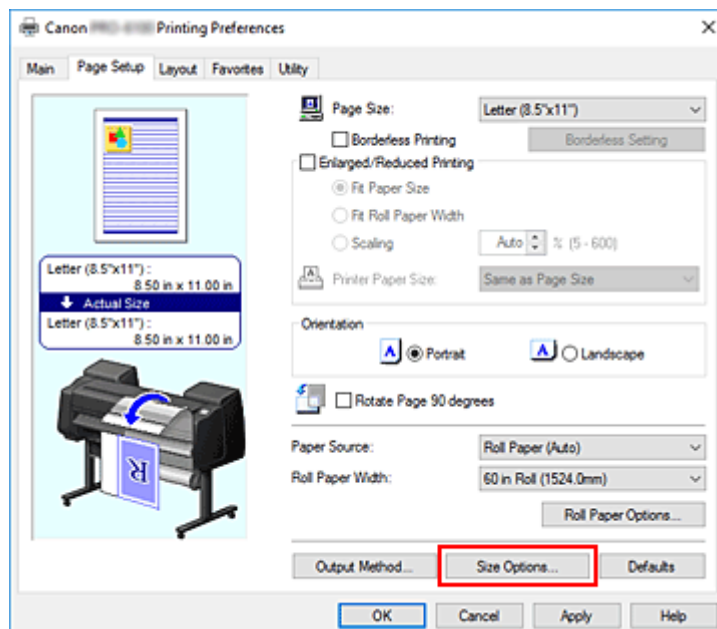 Canon Printing Preferences
Main Page Setup Layout Favorites Utility
Page Size: Letter (8.5"x11")
Borderless Printing Borderless Setting
Enlarged/Reduced Printing
Fit Paper Size
Fit Roll Paper Width
Scaling Auto % (5 - 600)
Printer Paper Size: Same as Page Size
Letter (8.5"x11") :
8.50 in x 11.00 in
Actual Size
Letter (8.5"x11") :
8.50 in x 11.00 in
Orientation
A Portrait A Landscape
Rotate Page 90 degrees
Paper Source: Roll Paper (Auto)
Roll Paper Width: 60 in Roll (1524.0mm)
Roll Paper Options...
R
Output Method... Size Options... Defaults
OK Cancel Apply Help